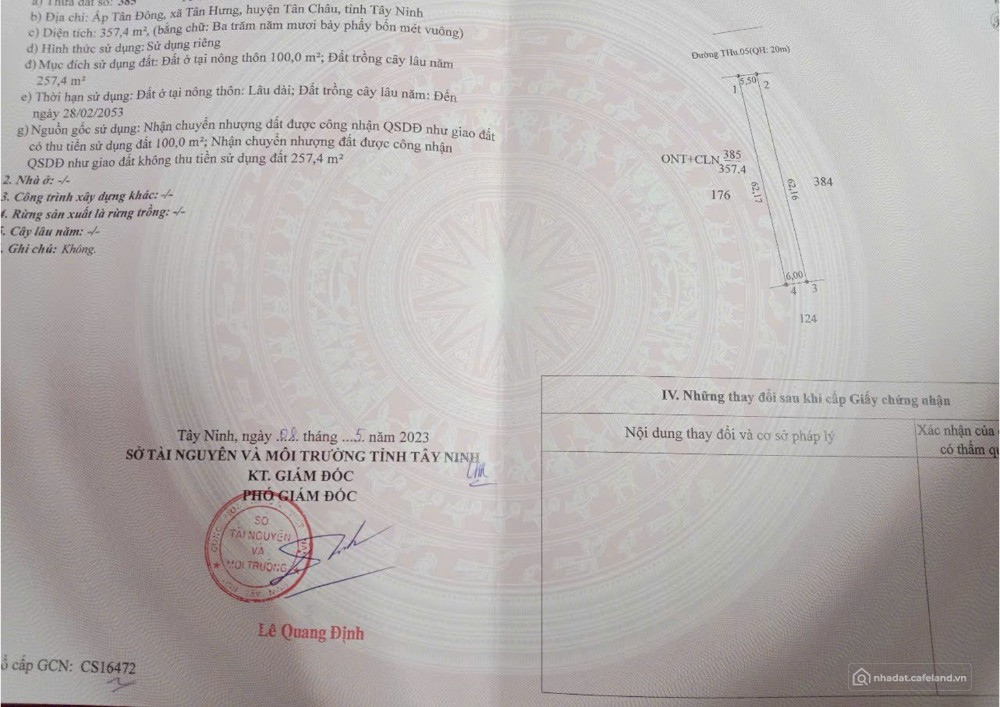 a) Thửa đất số: 385
b) Địa chỉ: Ấp Tân Đông, xã Tân Hưng, huyện Tân Châu, tỉnh Tây Ninh
c) Diện tích: 357,4 m², (bằng chữ: Ba trăm năm mươi bảy phẩy bốn mét vuông)
d) Hình thức sử dụng: Sử dụng riêng
đ) Mục đích sử dụng đất: Đất ở tại nông thôn 100,0 m²; Đất trồng cây lâu năm
257,4 m²
e) Thời hạn sử dụng: Đất ở tại nông thôn: Lâu dài; Đất trồng cây lâu năm: Đến
ngày 28/02/2053
g) Nguồn gốc sử dụng: Nhận chuyển nhượng đất được công nhận QSDĐ như giao đất
có thu tiền sử dụng đất 100,0 m²; Nhận chuyển nhượng đất được công nhận
QSDĐ như giao đất không thu tiền sử dụng đất 257,4 m²
2. Nhà ở: -/-
3. Công trình xây dựng khác: -/-
4. Rừng sản xuất là rừng trồng: -/-
. Cây lâu năm: -/-
. Ghi chú: Không.
Tây Ninh, ngày .08. tháng ...5. năm 2023
SỞ TÀI NGUYÊN VÀ MÔI TRƯỜNG TỈNH TÂY NINH
KT. GIÁM ĐỐC
PHÓ GIÁM ĐỐC
SỞ
TÀI NGUYÊN
VÀ
MÔI TRƯỜNG
Lê Quang Định
ố cấp GCN: CS16472
Đường THu.05(QH: 20m)
5,50
1
2
ONT+CLN 385
357.4
176
62,17
62,16
384
6,00
4
3
124
IV. Những thay đổi sau khi cấp Giấy chứng nhận
Nội dung thay đổi và cơ sở pháp lý
Xác nhận của
có thẩm qu
nhadat.cafeland.vn